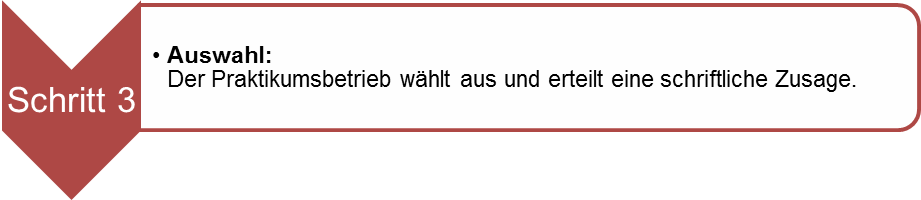 Schritt 3
• Auswahl:
Der Praktikumsbetrieb wählt aus und erteilt eine schriftliche Zusage.